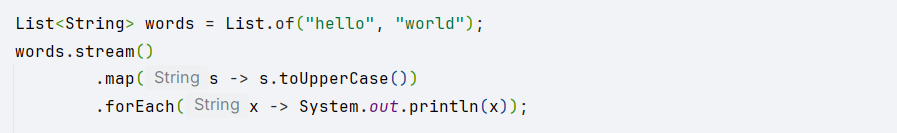 List<String> words = List.of("hello", "world");
words.stream()
.map( String s -> s.toUpperCase())
.forEach( String x -> System.out.println(x));